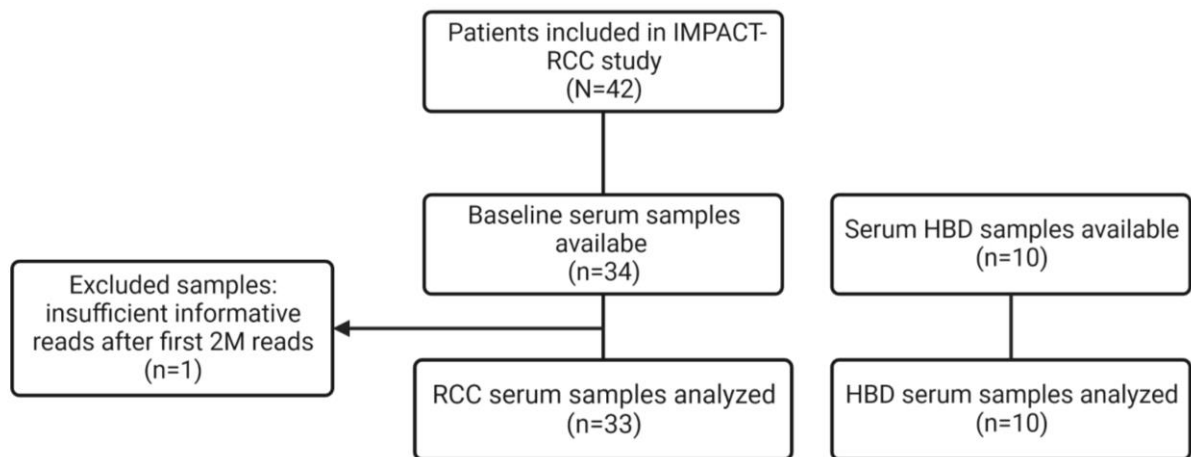 Patients included in IMPACT-
RCC study
(N=42)
Baseline serum samples
availabe
(n=34)
Serum HBD samples available
(n=10)
Excluded samples:
insufficient informative
reads after first 2M reads
(n=1)
RCC serum samples analyzed
(n=33)
HBD serum samples analyzed
(n=10)